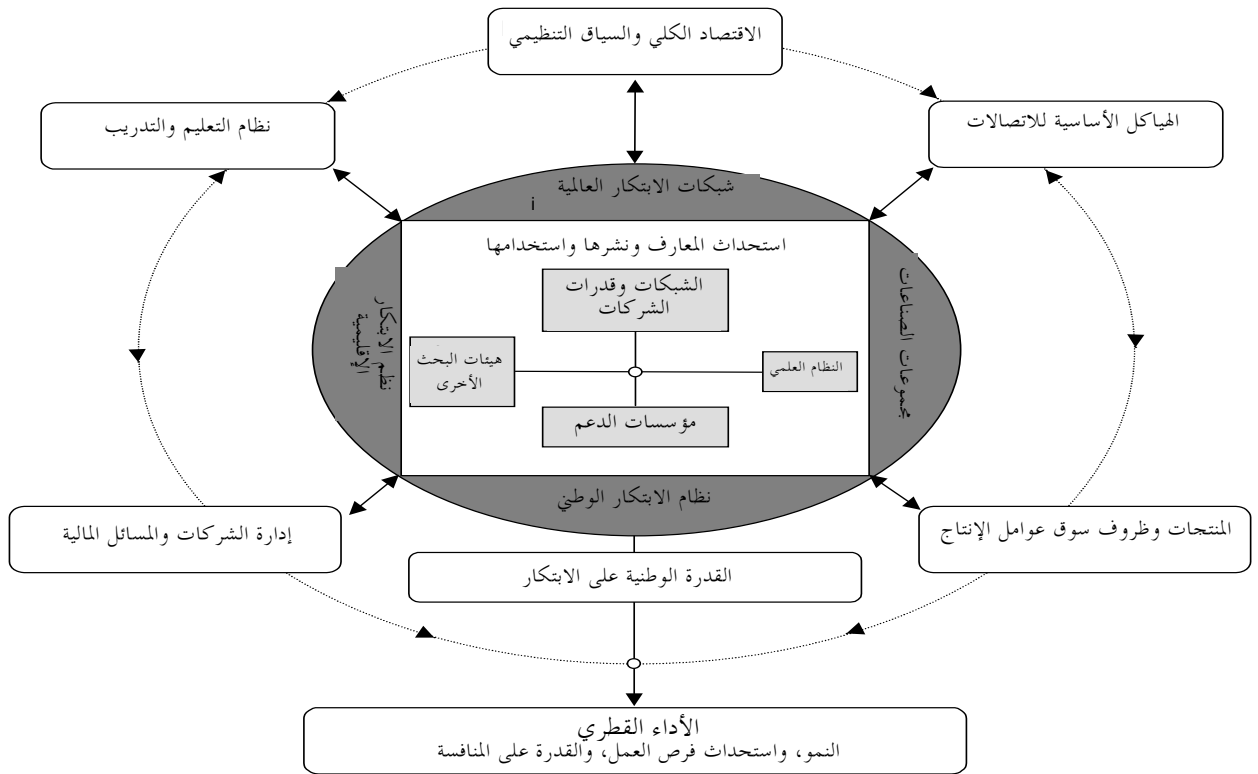 الاقتصاد الكلي والسياق التنظيمي
الهياكل الأساسية للاتصالات
نظام التعليم والتدريب
شبكات الابتكار العالمية
i
استحداث المعارف ونشرها واستخدامها
الشبكات وقدرات
الشركات
مجموعات الصناعات
نظم الابتكار
الإقليمية
النظام العلمي
هيئات البحث
الأخرى
مؤسسات الدعم
نظام الابتكار الوطني
المنتجات وظروف سوق عوامل الإنتاج
إدارة الشركات والمسائل المالية
القدرة الوطنية على الابتكار
الأداء القطري
النمو، واستحداث فرص العمل، والقدرة على المنافسة